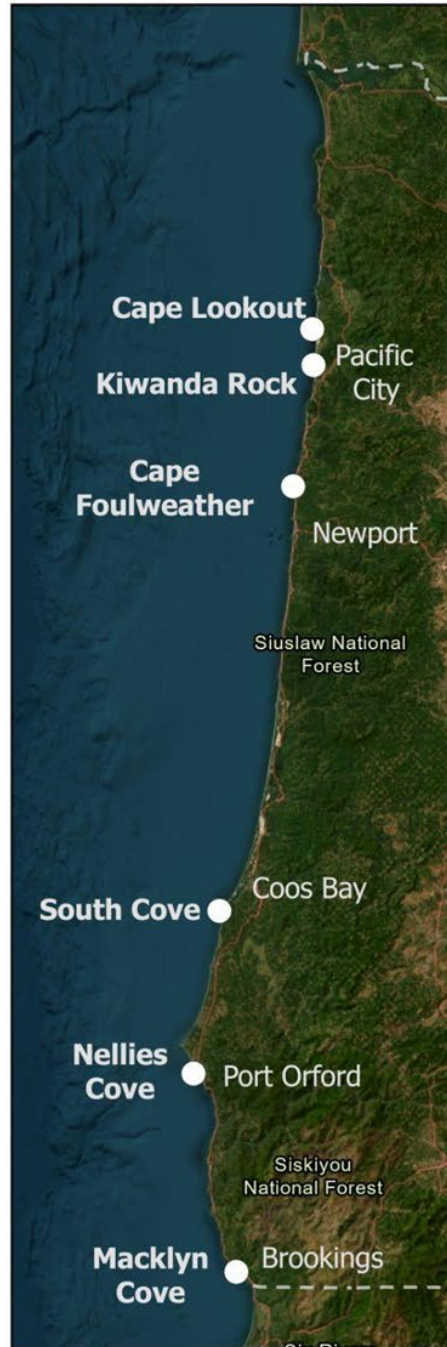 Cape Lookout
Kiwanda Rock
Pacific
City
Cape
Foulweather
Newport
Siuslaw National
Forest
Coos Bay
South Cove
Nellies
Cove
Port Orford
Siskiyou
National Forest
Macklyn
Cove
Brookings